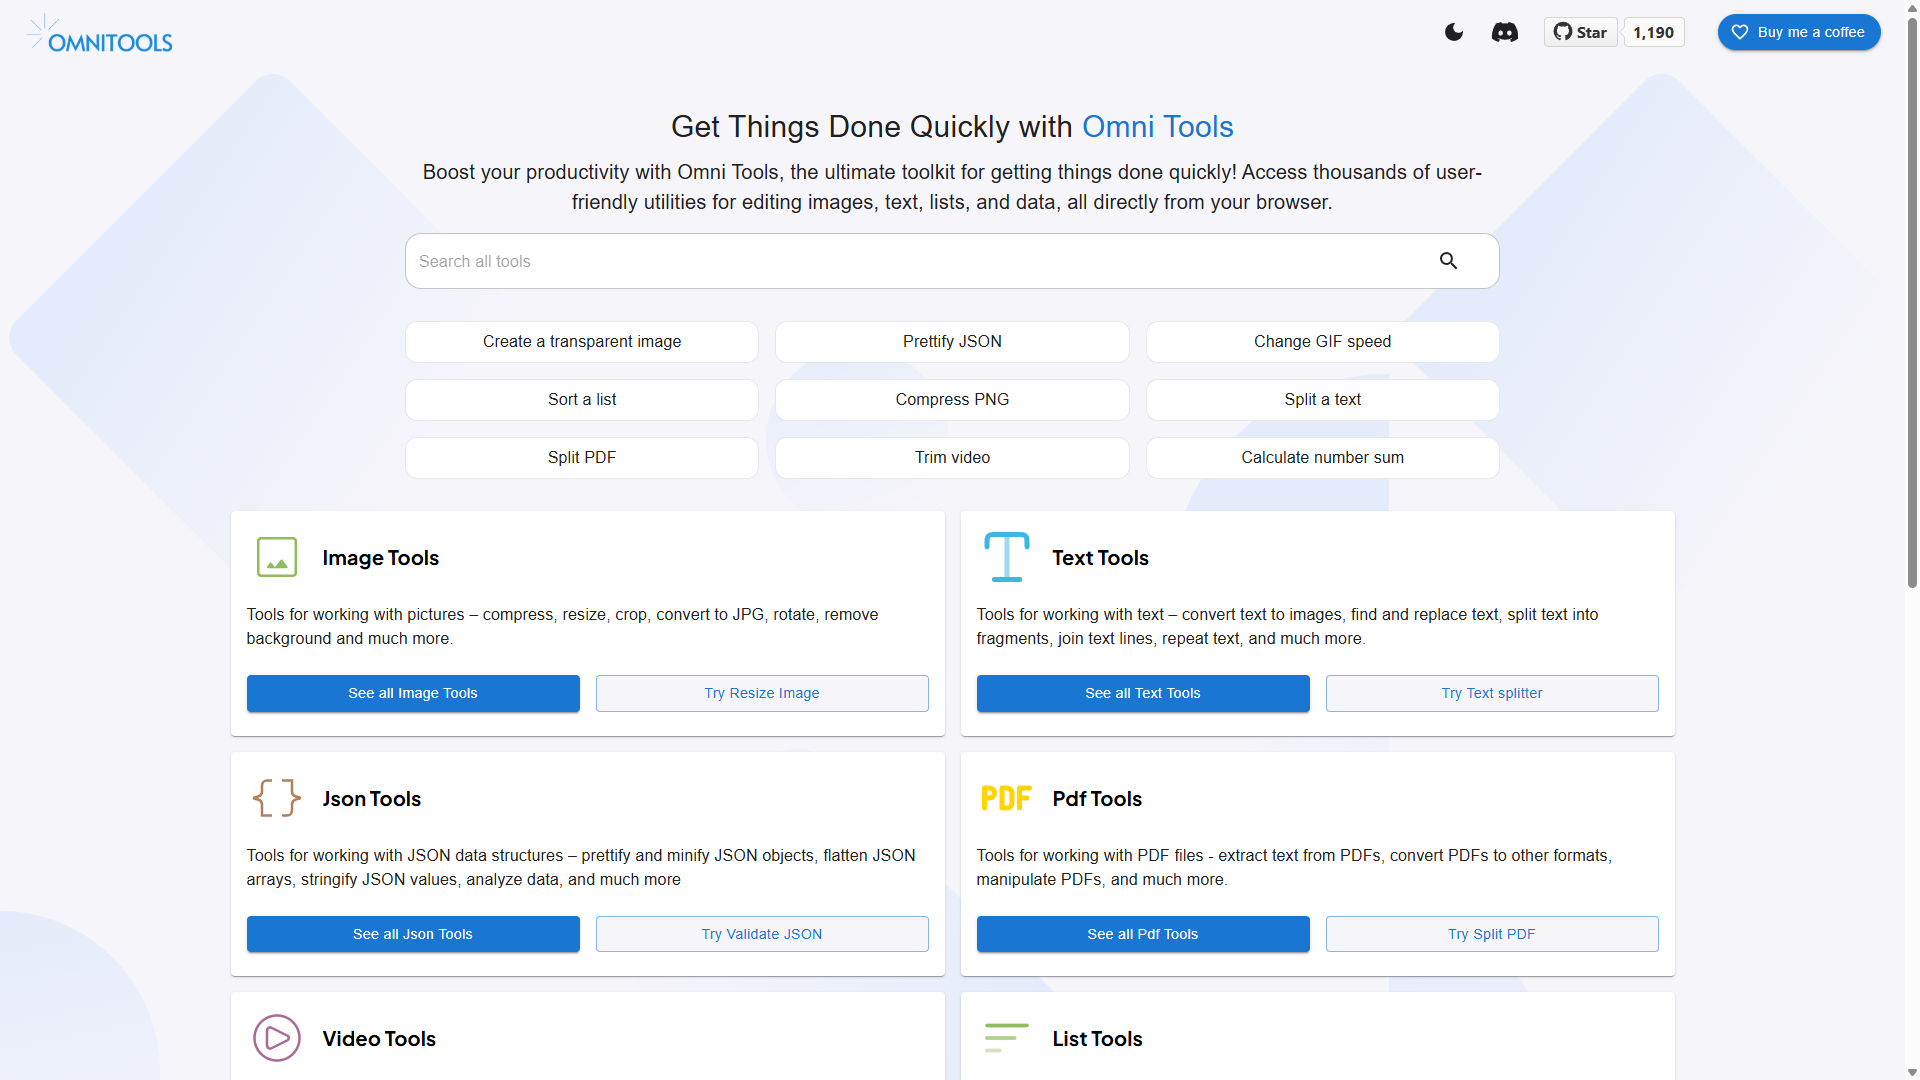 OMNITOOLS
Star
1,190
Buy me a coffee
Get Things Done Quickly with Omni Tools
Boost your productivity with Omni Tools, the ultimate toolkit for getting things done quickly! Access thousands of user-
friendly utilities for editing images, text, lists, and data, all directly from your browser.
Search all tools
Create a transparent image
Prettify JSON
Change GIF speed
Sort a list
Compress PNG
Split a text
Split PDF
Trim video
Calculate number sum
Image Tools
Tools for working with pictures – compress, resize, crop, convert to JPG, rotate, remove
background and much more.
See all Image Tools
Try Resize Image
Text Tools
Tools for working with text – convert text to images, find and replace text, split text into
fragments, join text lines, repeat text, and much more.
See all Text Tools
Try Text splitter
Json Tools
Tools for working with JSON data structures – prettify and minify JSON objects, flatten JSON
arrays, stringify JSON values, analyze data, and much more
See all Json Tools
Try Validate JSON
PDF
Pdf Tools
Tools for working with PDF files - extract text from PDFs, convert PDFs to other formats,
manipulate PDFs, and much more.
See all Pdf Tools
Try Split PDF
Video Tools
List Tools